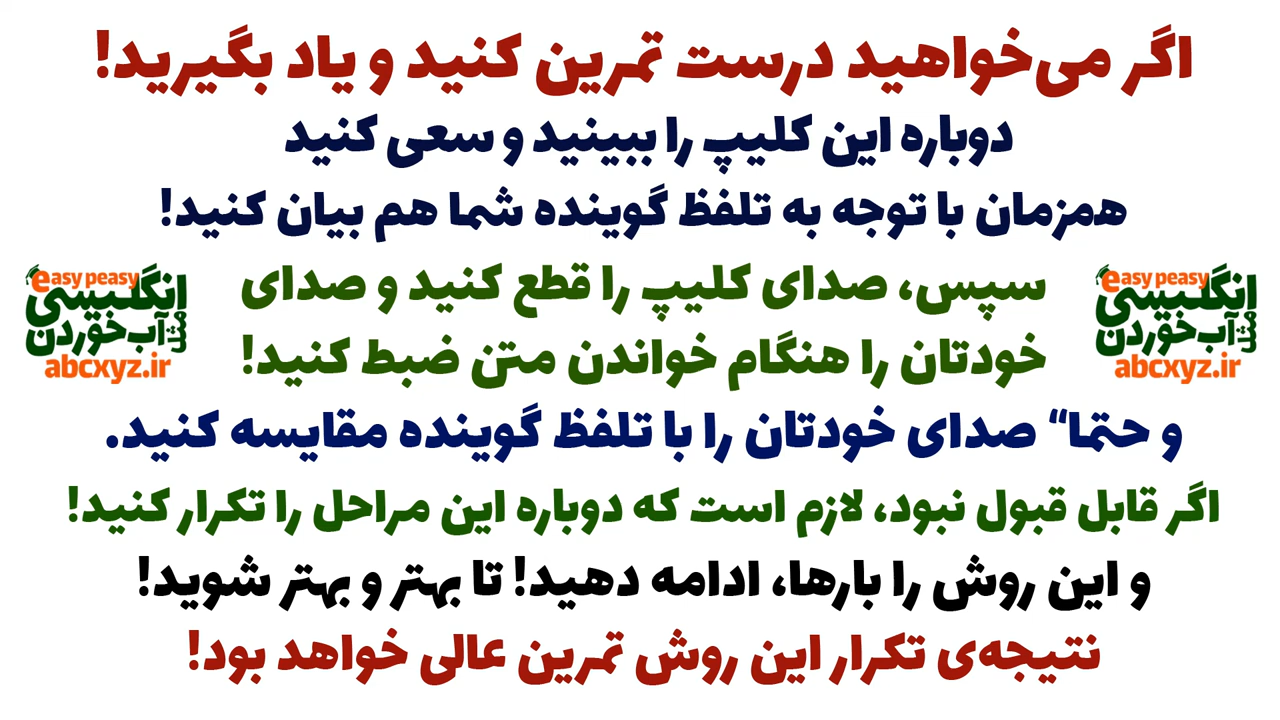 اگر می‌خواهید درست تمرین کنید و یاد بگیرید!
دوباره این کلیپ را ببینید و سعی کنید
همزمان با توجه به تلفظ گوینده شما هم بیان کنید!
سپس، صدای کلیپ را قطع کنید و صدای
خودتان را هنگام خواندن متن ضبط کنید!
easy peasy
انگلیسی
مثل آب خوردن
abcxyz.ir
easy peasy
انگلیسی
مثل آب خوردن
abcxyz.ir
و حتما“ صدای خودتان را با تلفظ گوینده مقایسه کنید.
اگر قابل قبول نبود، لازم است که دوباره این مراحل را تکرار کنید!
و این روش را بارها، ادامه دهید! تا بهتر و بهتر شوید!
نتیجه‌ی تکرار این روش تمرین عالی خواهد بود!